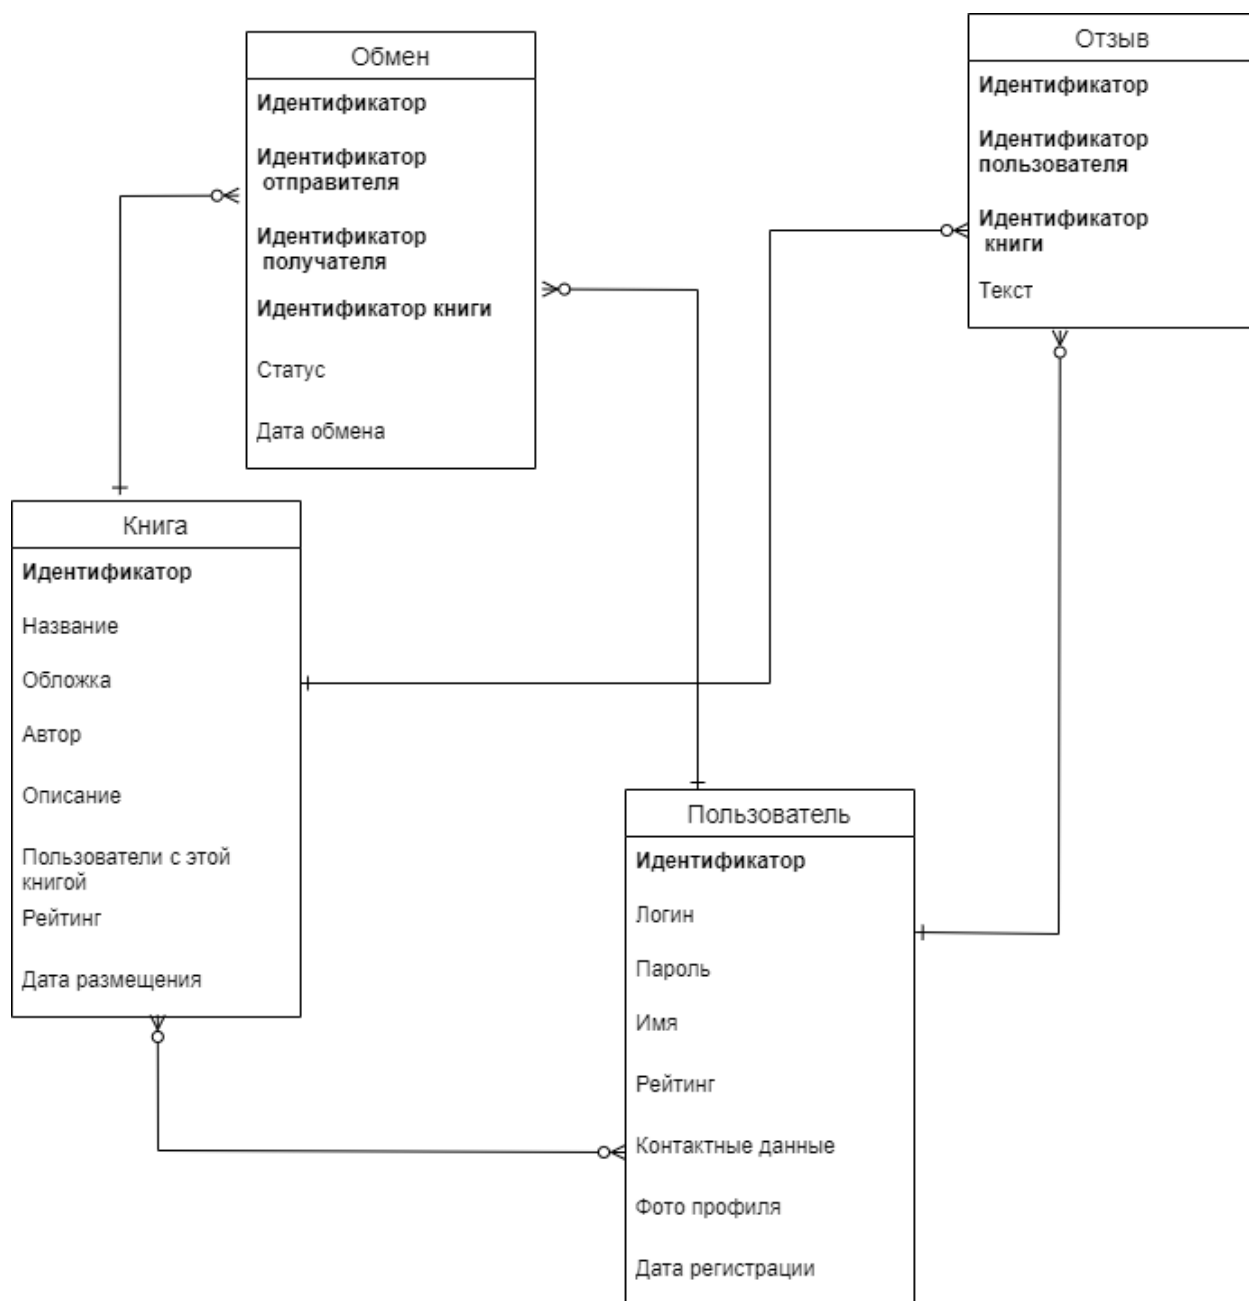 Обмен
Идентификатор
Идентификатор
отправителя
Идентификатор
получателя
Идентификатор книги
Статус
Дата обмена
Отзыв
Идентификатор
Идентификатор
пользователя
Идентификатор
книги
Текст
Книга
Идентификатор
Название
Обложка
Автор
Описание
Пользователи с этой
книгой
Рейтинг
Дата размещения
Пользователь
Идентификатор
Логин
Пароль
Имя
Рейтинг
Контактные данные
Фото профиля
Дата регистрации